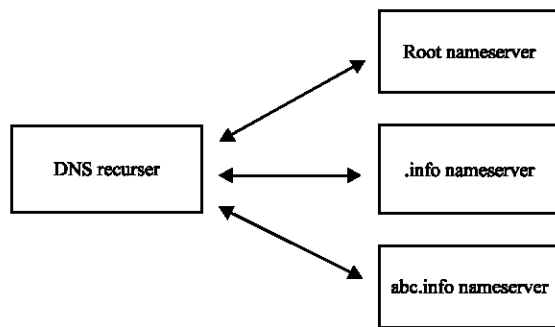 Root nameserver
DNS recurser
.info nameserver
abc.info nameserver